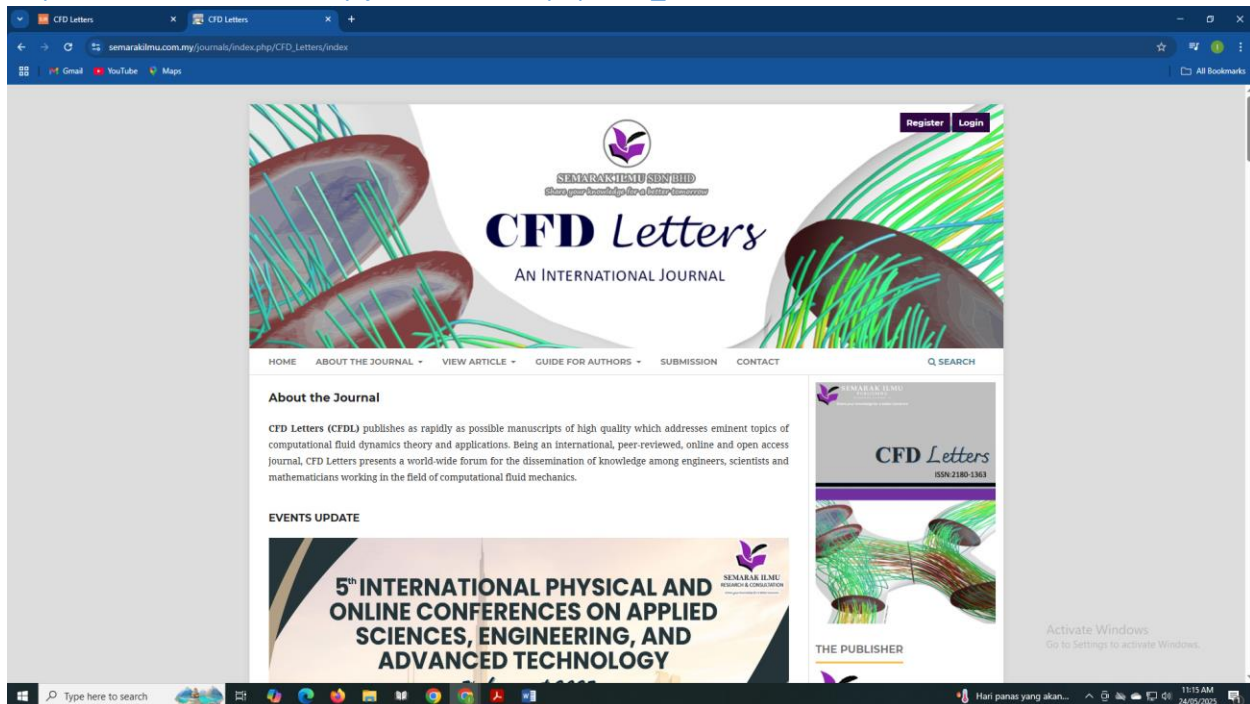 CFD Letters
CFD Letters
semarakilmu.com.my/journals/index.php/CFD_Letters/index
Gmail YouTube Maps
All Bookmarks
Register Login
SEMARAK ILMU SDN BHD
Share your knowledge for a better tomorrow
CFD Letters
AN INTERNATIONAL JOURNAL
HOME ABOUT THE JOURNAL VIEW ARTICLE GUIDE FOR AUTHORS SUBMISSION CONTACT SEARCH
About the Journal
CFD Letters (CFDL) publishes as rapidly as possible manuscripts of high quality which addresses eminent topics of
computational fluid dynamics theory and applications. Being an international, peer-reviewed, online and open access
journal, CFD Letters presents a world-wide forum for the dissemination of knowledge among engineers, scientists and
mathematicians working in the field of computational fluid mechanics.
SEMARAK ILMU
CFD Letters
ISSN:2180-1363
EVENTS UPDATE
SEMARAK ILMU
RESEARCH & CONSULTATION
5th INTERNATIONAL PHYSICAL AND
ONLINE CONFERENCES ON APPLIED
SCIENCES, ENGINEERING, AND
ADVANCED TECHNOLOGY
THE PUBLISHER
Activate Windows
Go to Settings to activate Windows.
Type here to search
Hari panas yang akan...
11:15 AM
24/05/2025